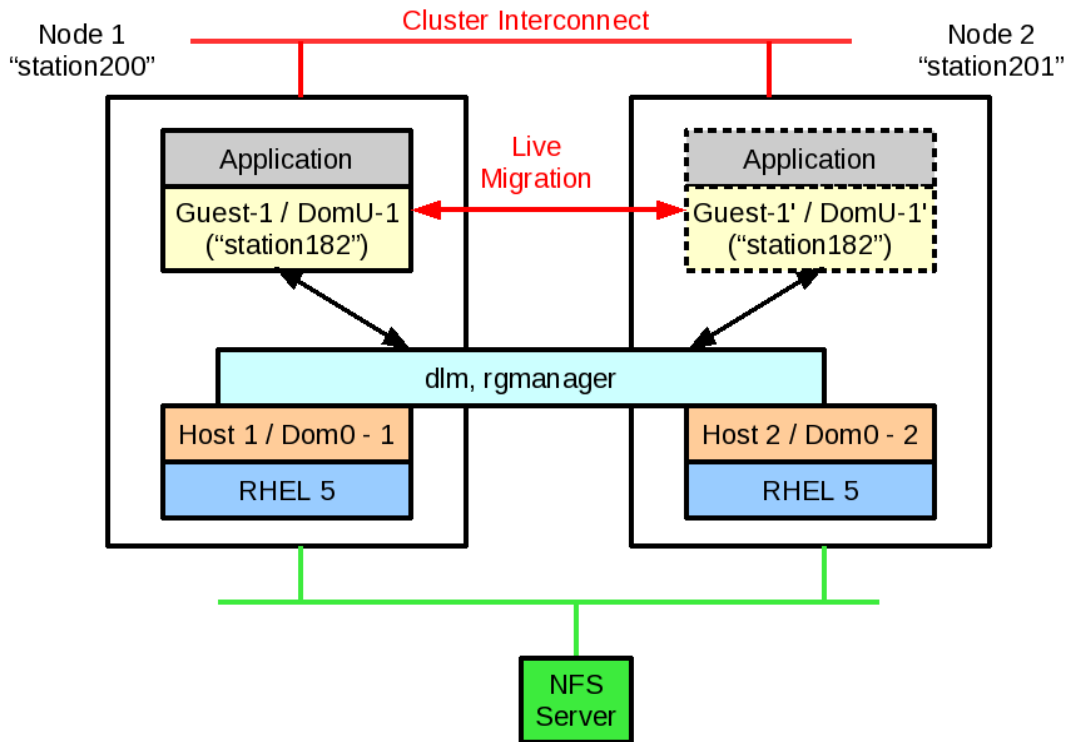 Cluster Interconnect
Node 1
“station200”
Node 2
“station201”
Application
Guest-1 / DomU-1
(“station182”)
Live
Migration
Application
Guest-1' / DomU-1'
(“station182”)
dlm, rgmanager
Host 1 / Dom0 - 1
RHEL 5
Host 2 / Dom0 - 2
RHEL 5
NFS
Server